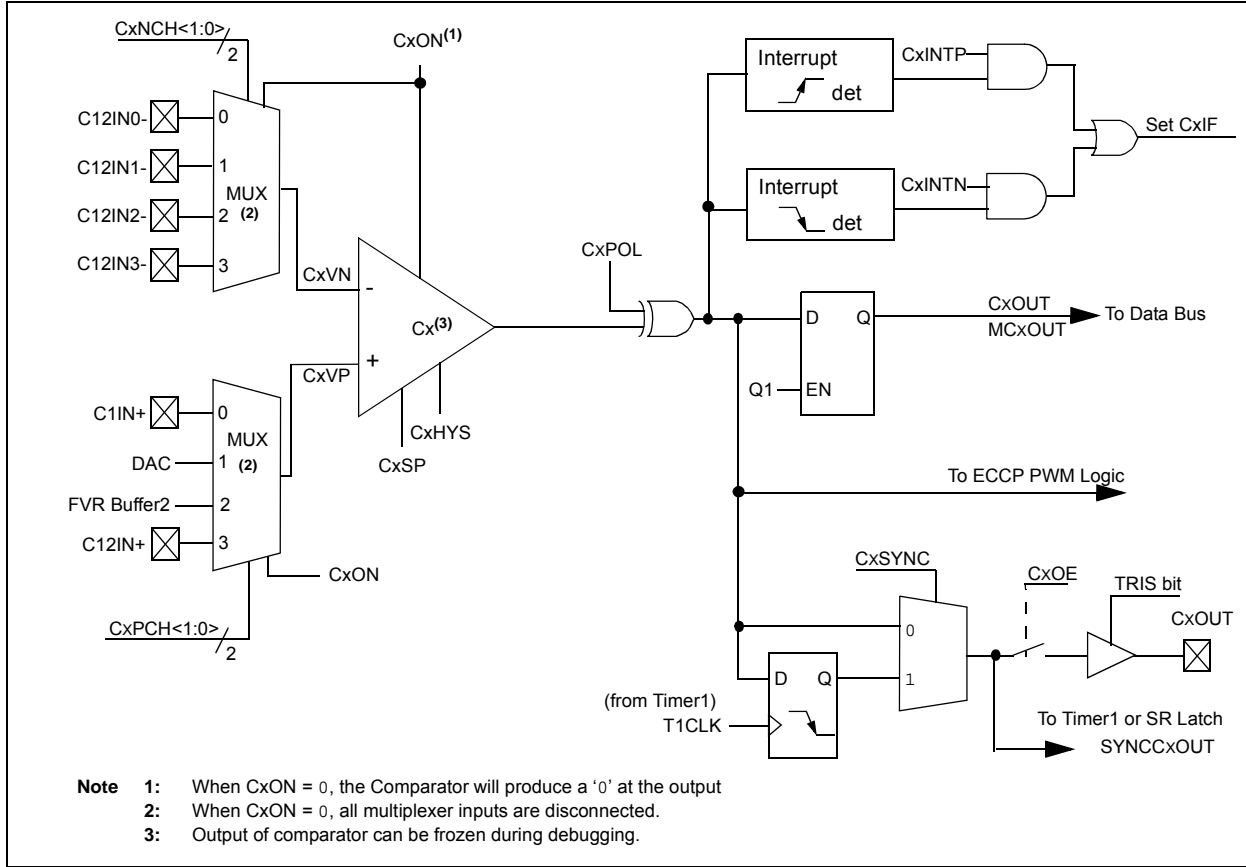 CxNCH<1:0>
2
CxON(1)
C12IN0-
0
C12IN1-
1
MUX
(2)
C12IN2-
2
C12IN3-
3
CxVN
-
Cx(3)
+
CxVP
CxHYS
CxSP
C1IN+
0
MUX
(2)
DAC
1
FVR Buffer2
2
C12IN+
3
CxON
CxPCH<1:0>
2
CxPOL
Interrupt
det
CxINTP
Interrupt
det
CxINTN
Set CxIF
D
Q
Q1
EN
CxOUT
MCxOUT
To Data Bus
To ECCP PWM Logic
CxSYNC
0
1
D
Q
(from Timer1)
T1CLK
CxOE
TRIS bit
CxOUT
To Timer1 or SR Latch
SYNCCxOUT
Note 1: When CxON = 0, the Comparator will produce a ‘0’ at the output
2: When CxON = 0, all multiplexer inputs are disconnected.
3: Output of comparator can be frozen during debugging.